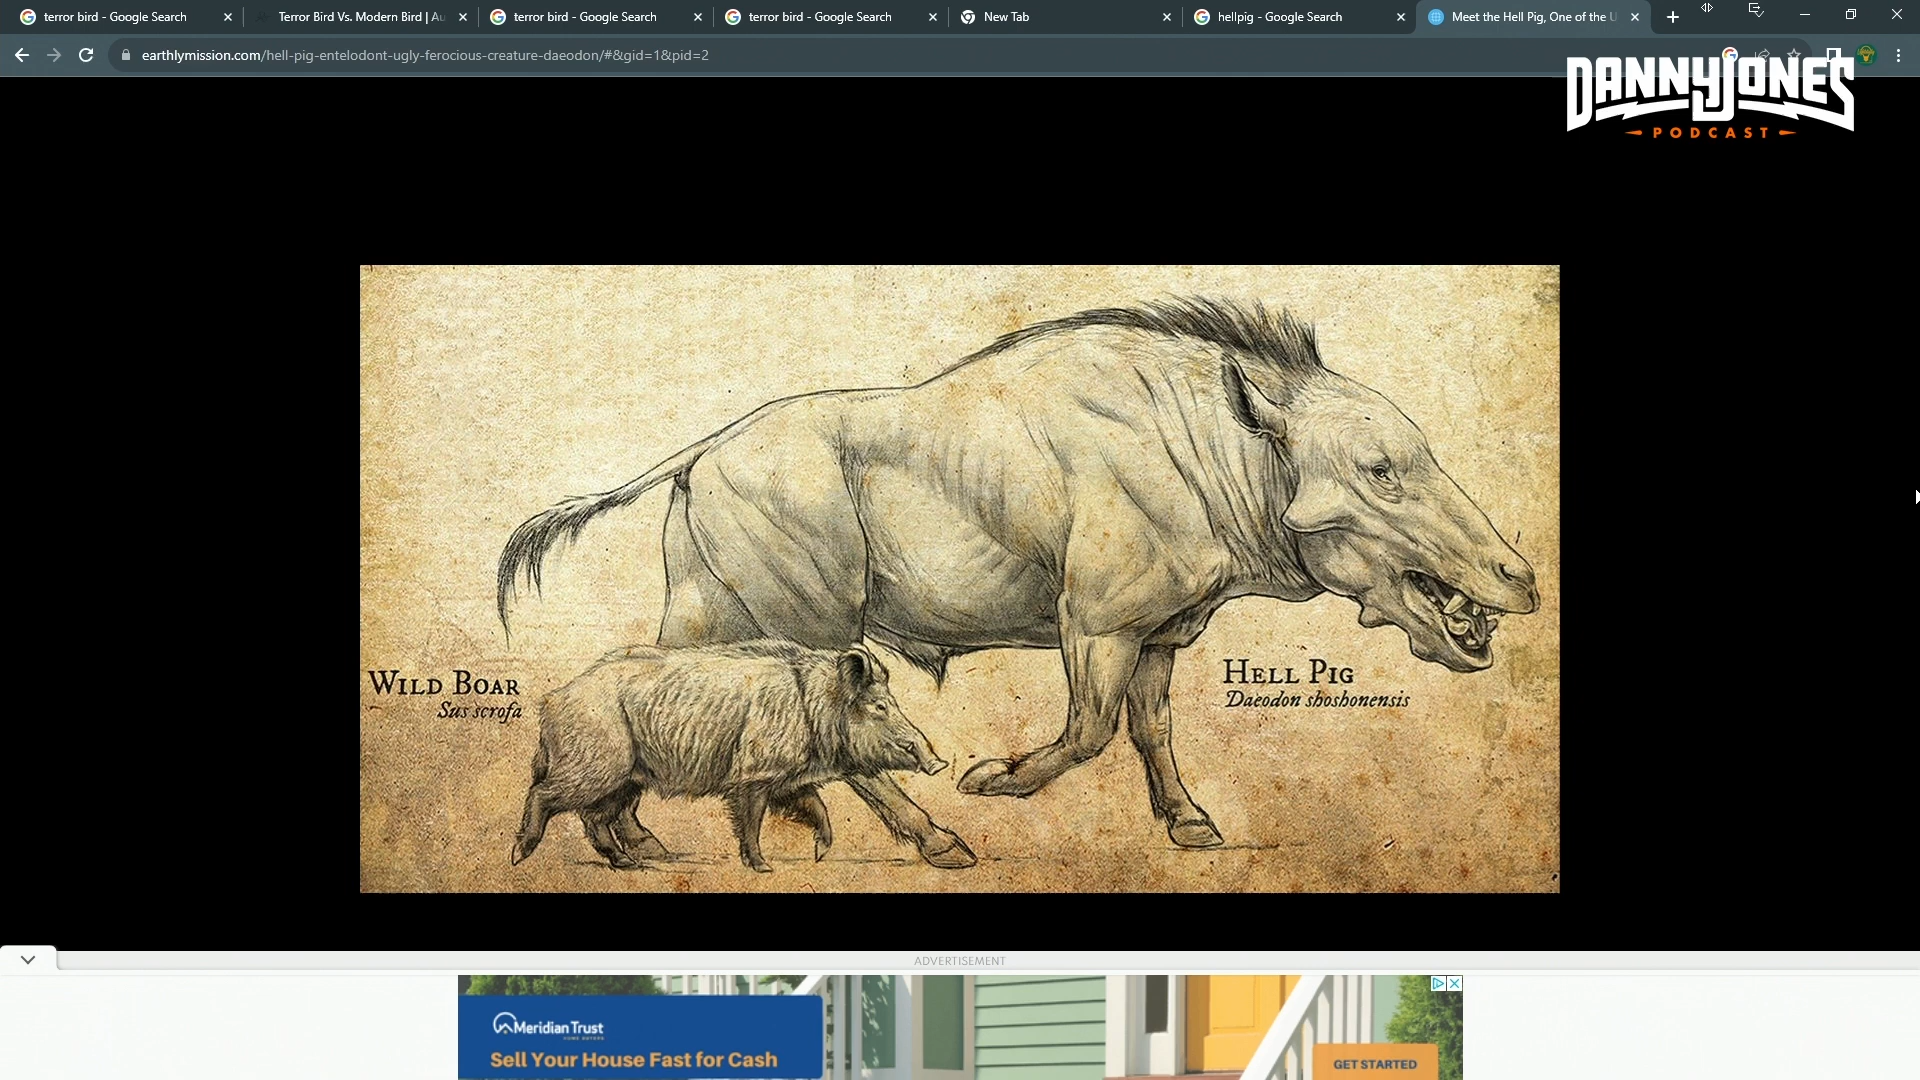 terror bird - Google Search
Terror Bird Vs. Modern Bird | Au
terror bird - Google Search
terror bird - Google Search
New Tab
hellpig - Google Search
Meet the Hell Pig, One of the U
earthlymission.com/hell-pig-entelodont-ugly-ferocious-creature-daeodon/#&gid=1&pid=2
DANNY JONES
PODCAST
WILD BOAR
Sus scrofa
HELL PIG
Daeodon shoshonensis
ADVERTISEMENT
Meridian Trust
HOME BUYERS
Sell Your House Fast for Cash
GET STARTED